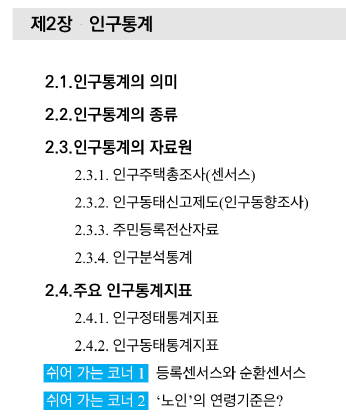 제2장 인구통계
2.1.인구통계의 의미
2.2.인구통계의 종류
2.3.인구통계의 자료원
2.3.1. 인구주택총조사(센서스)
2.3.2. 인구동태신고제도(인구동향조사)
2.3.3. 주민등록전산자료
2.3.4. 인구분석통계
2.4.주요 인구통계지표
2.4.1. 인구정태통계지표
2.4.2. 인구동태통계지표
쉬어 가는 코너 1 등록센서스와 순환센서스
쉬어 가는 코너 2 ‘노인’의 연령기준은?